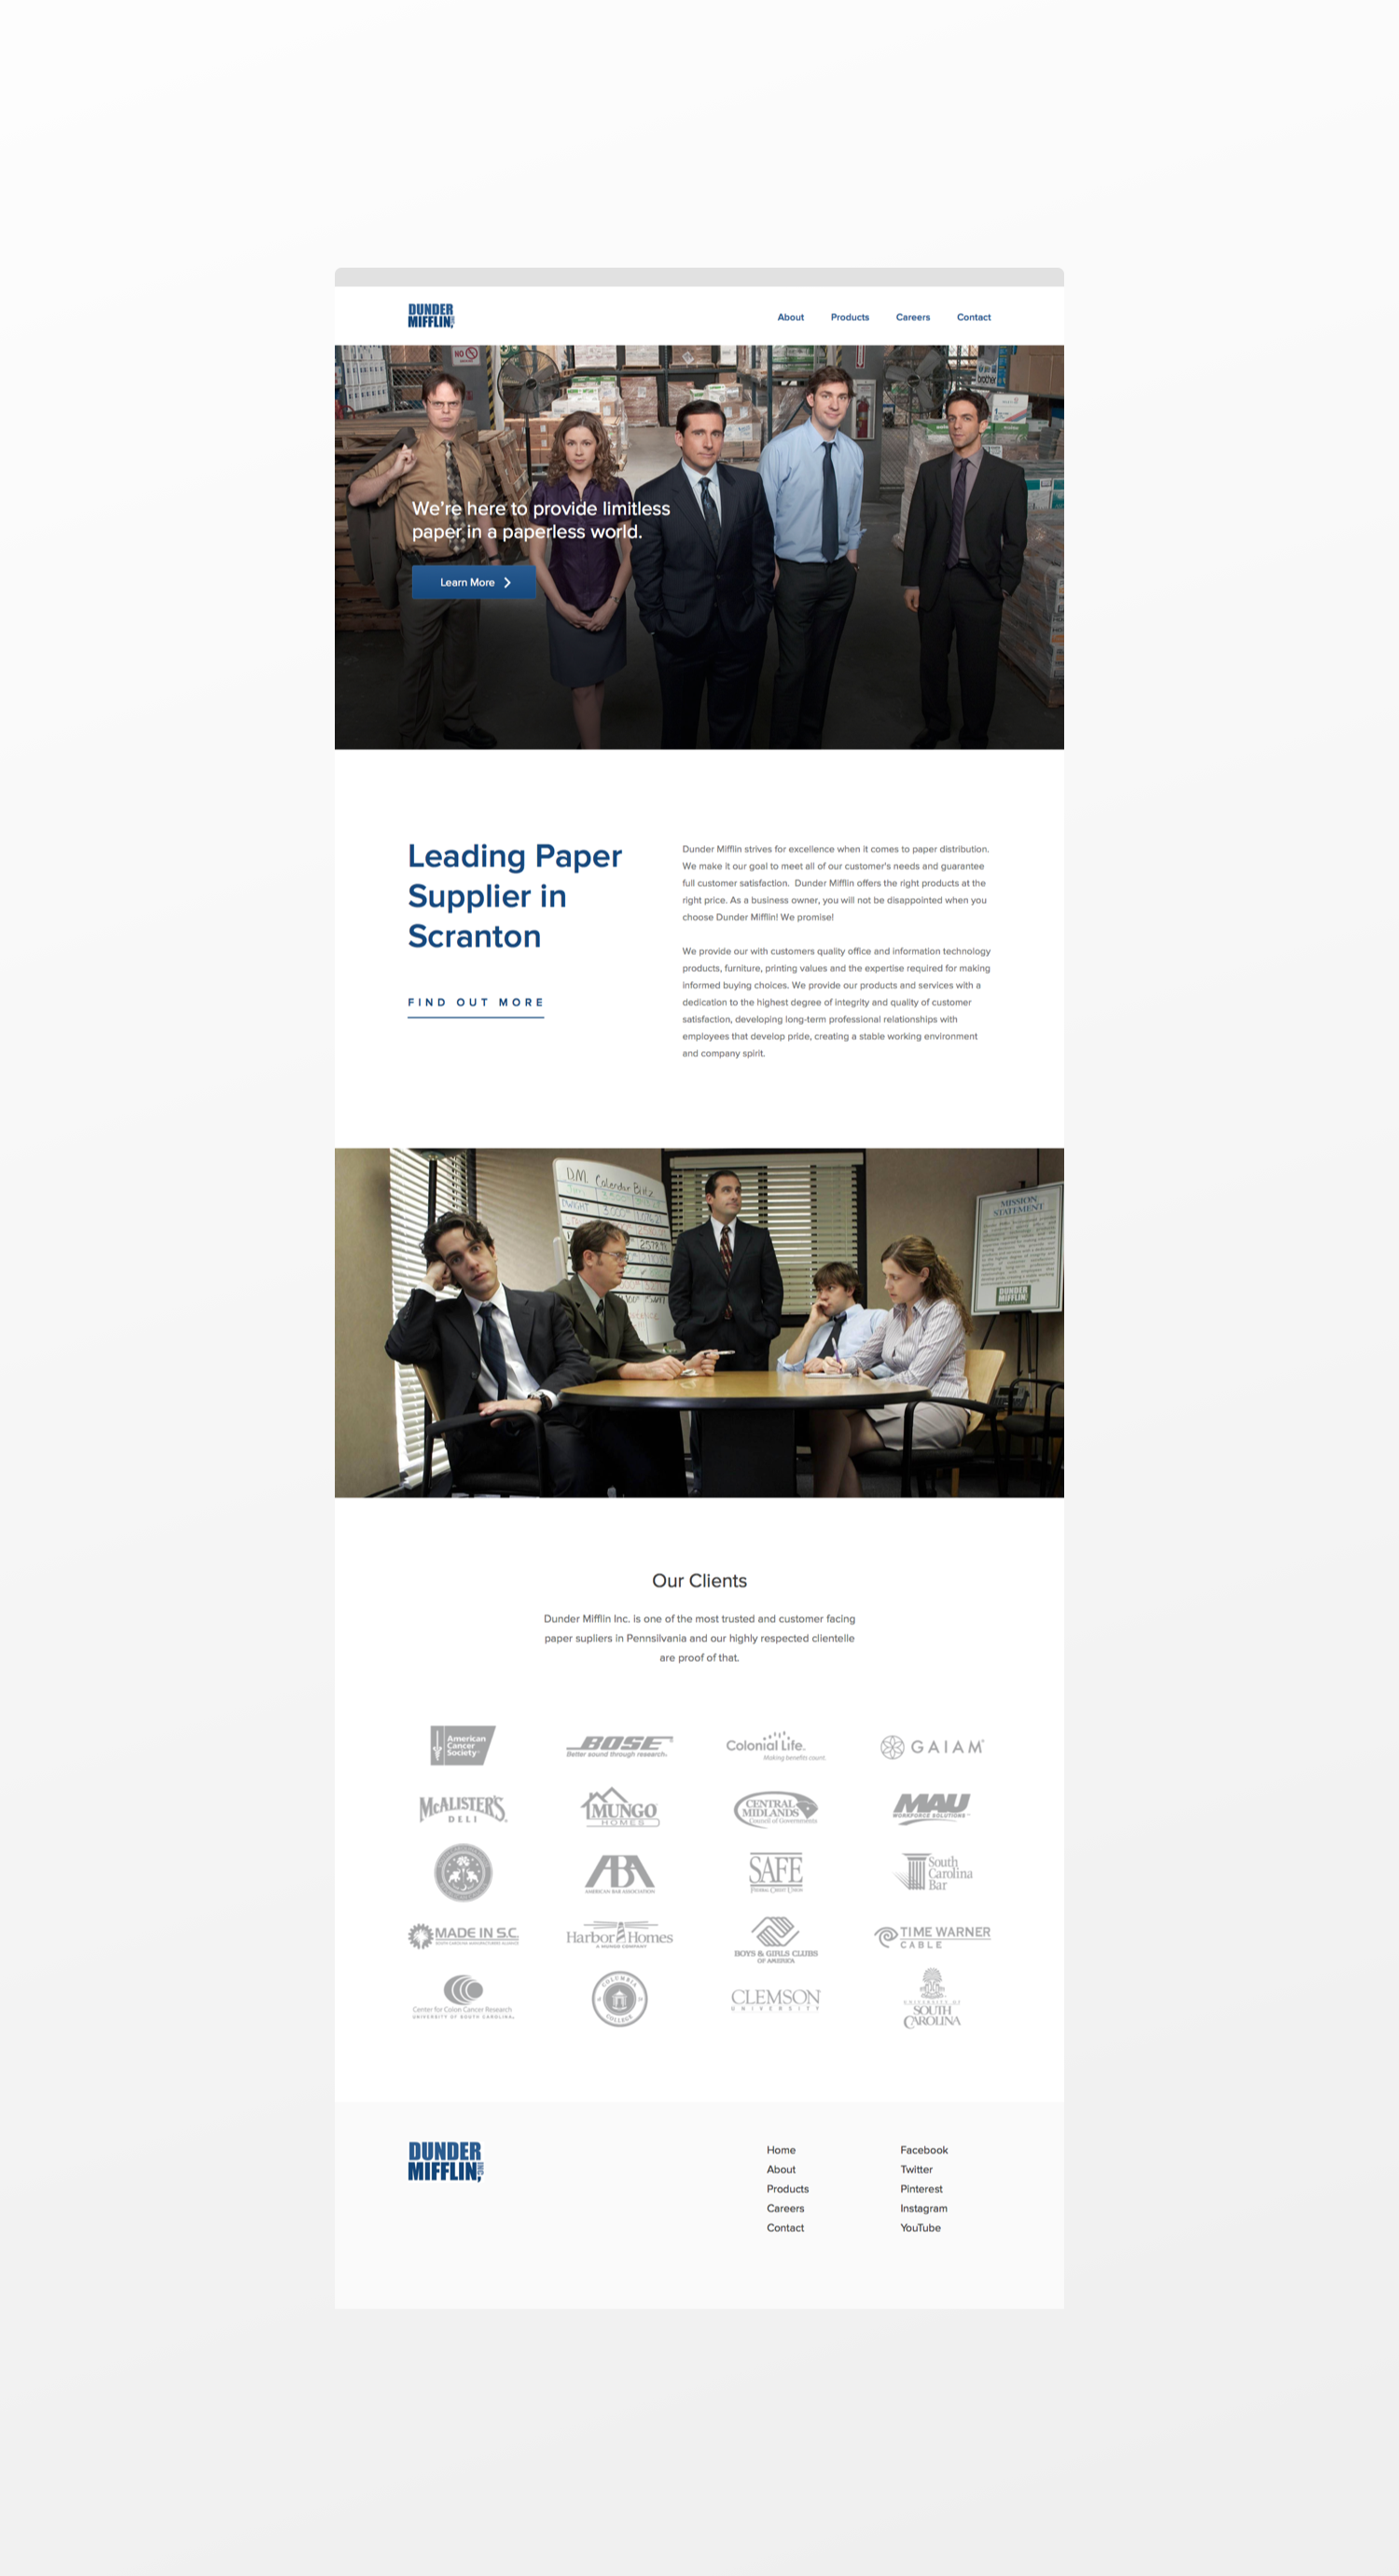 DUNDER
MIFFLIN, INC
About Products Careers Contact
NO
brother
We're here to provide limitless
paper in a paperless world.
Learn More
Leading Paper
Supplier in
Scranton
FIND OUT MORE
Dunder Mifflin strives for excellence when it comes to paper distribution.
We make it our goal to meet all of our customer's needs and guarantee
full customer satisfaction. Dunder Mifflin offers the right products at the
right price. As a business owner, you will not be disappointed when you
choose Dunder Mifflin! We promise!
We provide our with customers quality office and information technology
products, furniture, printing values and the expertise required for making
informed buying choices. We provide our products and services with a
dedication to the highest degree of integrity and quality of customer
satisfaction, developing long-term professional relationships with
employees that develop pride, creating a stable working environment
and company spirit.
D.M. Calendar Blitz
DWIGHT
MISSION
STATEMENT
DUNDER
MIFFLIN,
Our Clients
Dunder Mifflin Inc. is one of the most trusted and customer facing
paper supliers in Pennsilvania and our highly respected clientelle
are proof of that.
American
Cancer
Society
BOSE
Better sound through research.
Colonial Life.
Making benefits count.
GAIAM
McALISTER'S
DELI
MUNGO
HOMES
CENTRAL
MIDLANDS
Council of Governments
MAU
WORKFORCE SOLUTIONS
ABA
AMERICAN BAR ASSOCIATION
SAFE
FEDERAL CREDIT UNION
South
Carolina
Bar
MADE IN S.C.
SOUTH CAROLINA MANUFACTURERS ALLIANCE
Harbor Homes
A MUNGO COMPANY
BOYS & GIRLS CLUBS
OF AMERICA
TIME WARNER
CABLE
Center for Colon Cancer Research
UNIVERSITY OF SOUTH CAROLINA
COLUMBIA
COLLEGE
CLEMSON
UNIVERSITY
UNIVERSITY OF
SOUTH
CAROLINA
DUNDER
MIFFLIN, INC
Home
About
Products
Careers
Contact
Facebook
Twitter
Pinterest
Instagram
YouTube